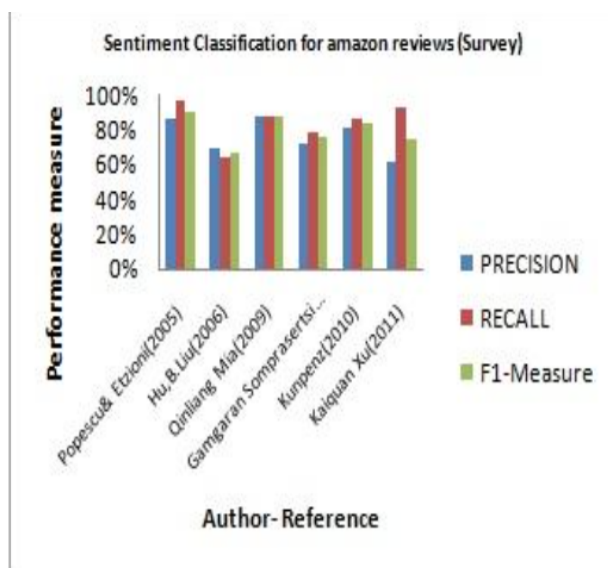 Sentiment Classification for amazon reviews (Survey)
Performance measure
100%
80%
60%
40%
20%
0%
Popescu& Etzioni(2005)
Hu,B.Liu(2006)
Qinliang Mia(2009)
Gamgaran Somprasertsi...
Kunpenz(2010)
Kaiquan Xu(2011)
PRECISION
RECALL
F1-Measure
Author- Reference